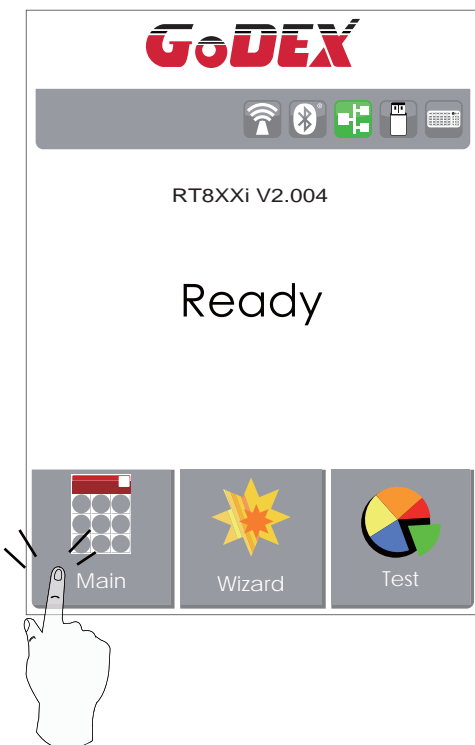 GoDEX
RT8XXi V2.004
Ready
Main
Wizard
Test